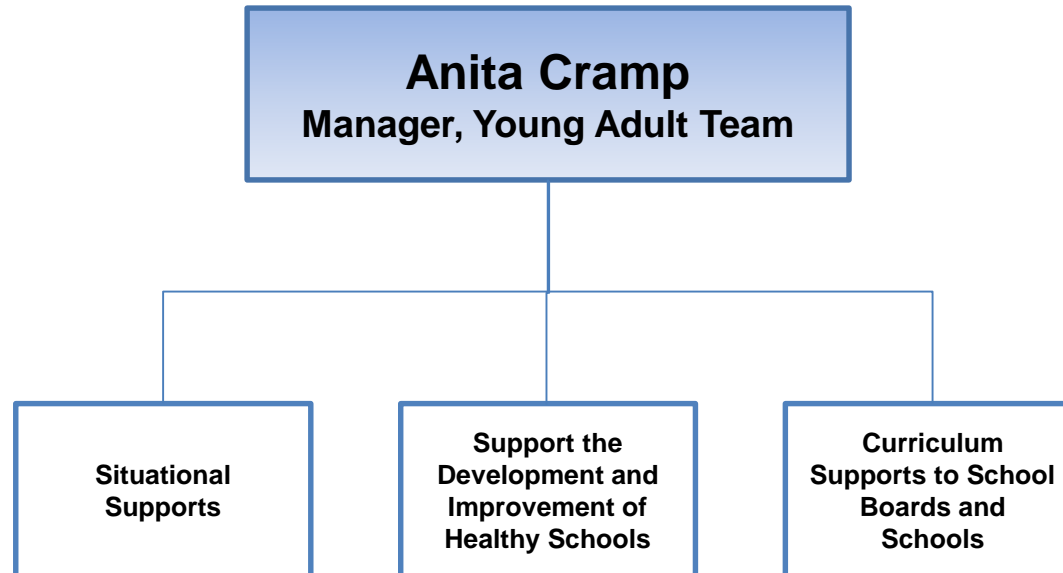 Anita Cramp
Manager, Young Adult Team
Situational
Supports
Support the
Development and
Improvement of
Healthy Schools
Curriculum
Supports to School
Boards and
Schools